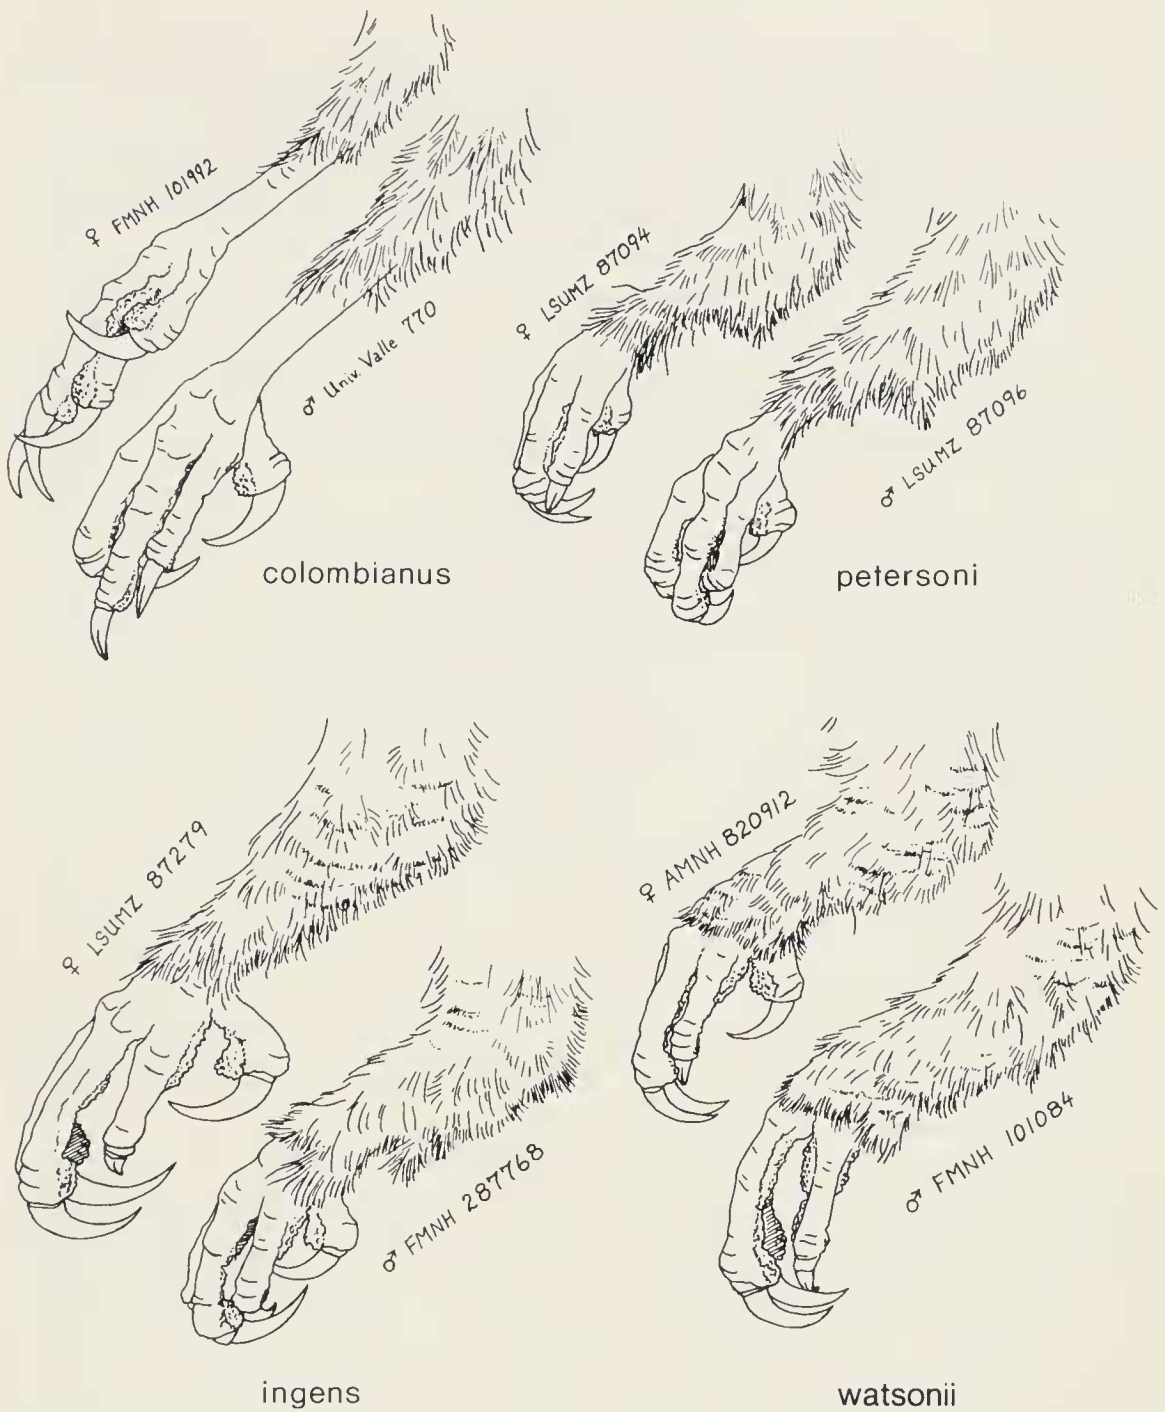 ♀ FMNH 101992
♂ Univ. Valle 770
colombianus
♀ LSUMZ 87094
♂ LSUMZ 87096
petersoni
♀ LSUMZ 87279
♂ FMNH 287768
ingens
♀ AMNH 820912
♂ FMNH 101084
watsonii